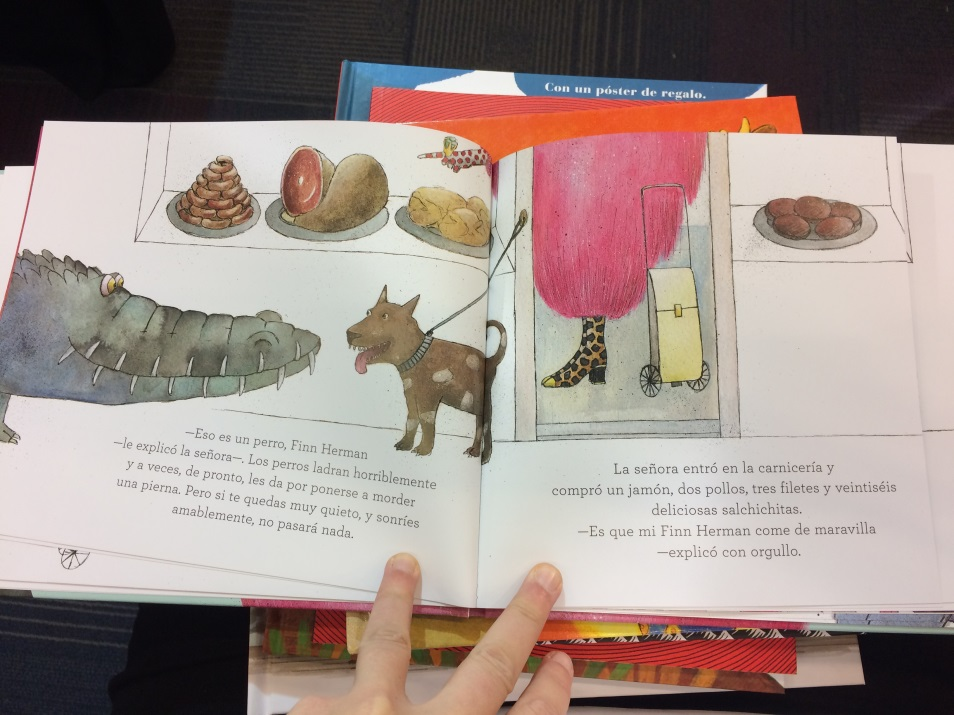 Con un póster de regalo.
—Eso es un perro, Finn Herman
—le explicó la señora—. Los perros ladran horriblemente
y a veces, de pronto, les da por ponerse a morder
una pierna. Pero si te quedas muy quieto, y sonríes
amablemente, no pasará nada.
La señora entró en la carnicería y
compró un jamón, dos pollos, tres filetes y veintiséis
deliciosas salchichitas.
—Es que mi Finn Herman come de maravilla
—explicó con orgullo.